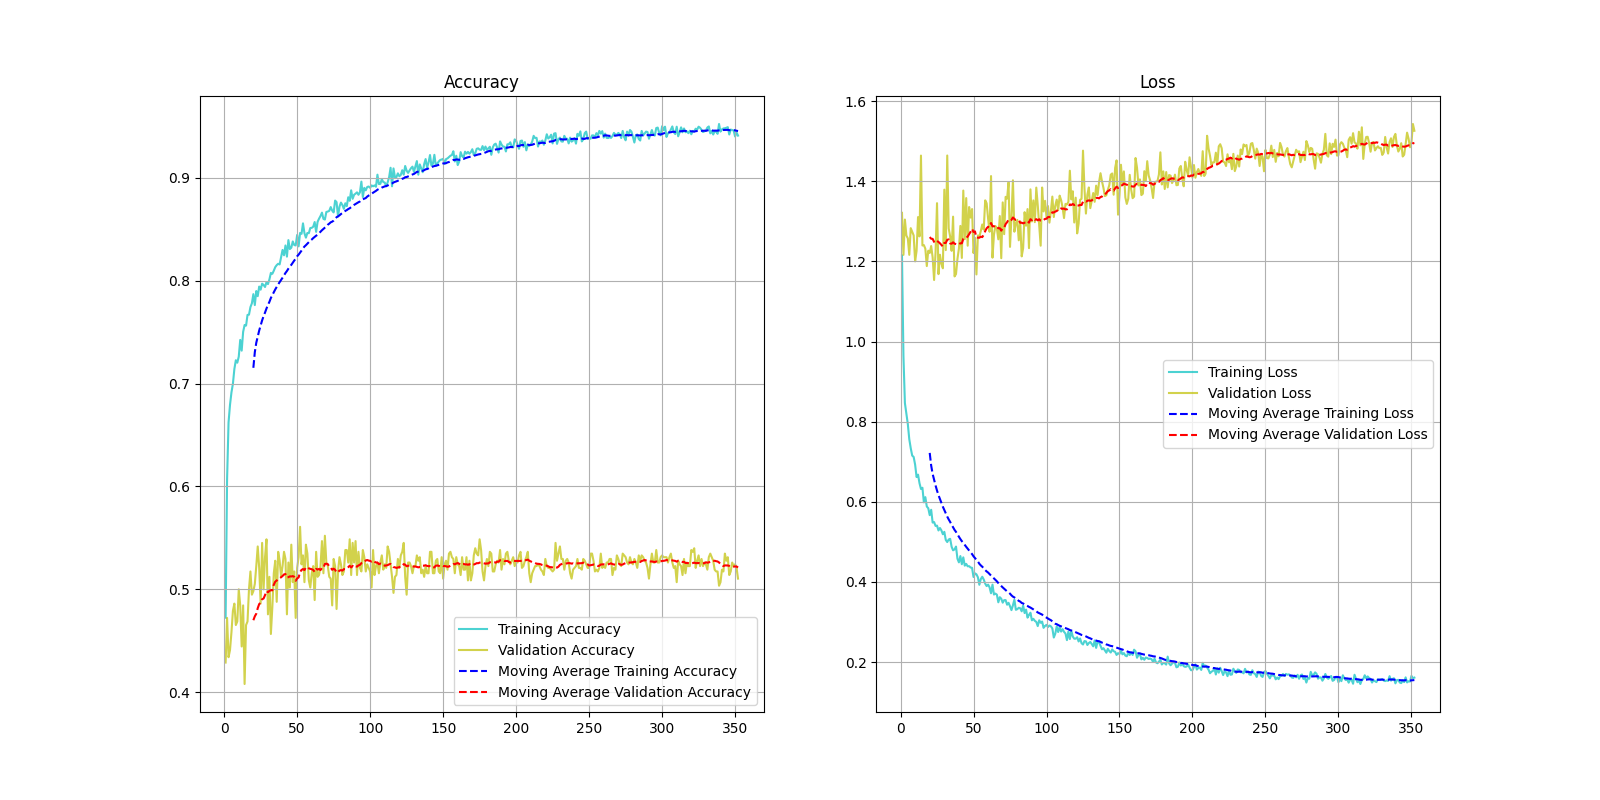 Accuracy
0.9
0.8
0.7
0.6
0.5
0.4
0 50 100 150 200 250 300 350
Training Accuracy
Validation Accuracy
Moving Average Training Accuracy
Moving Average Validation Accuracy
Loss
1.6
1.4
1.2
1.0
0.8
0.6
0.4
0.2
0 50 100 150 200 250 300 350
Training Loss
Validation Loss
Moving Average Training Loss
Moving Average Validation Loss